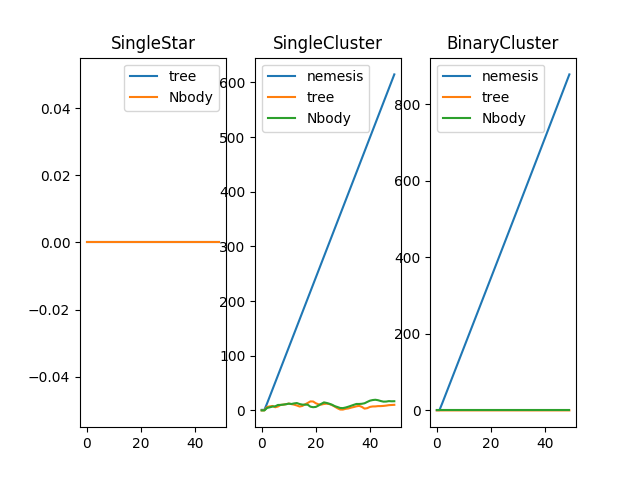 SingleStar
tree
Nbody
0.04
0.02
0.00
−0.02
−0.04
0 20 40
SingleCluster
nemesis
tree
Nbody
600
500
400
300
200
100
0
0 20 40
BinaryCluster
nemesis
tree
Nbody
800
600
400
200
0
0 20 40